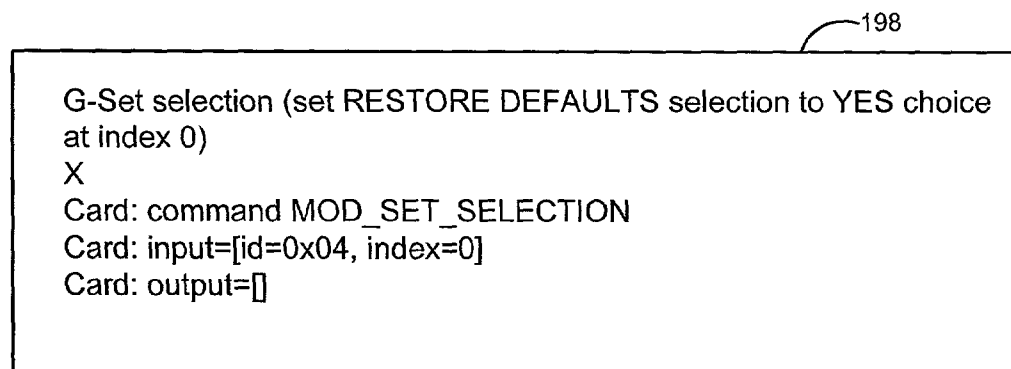 198
G-Set selection (set RESTORE DEFAULTS selection to YES choice
at index 0)
X
Card: command MOD_SET_SELECTION
Card: input=[id=0x04, index=0]
Card: output=[]